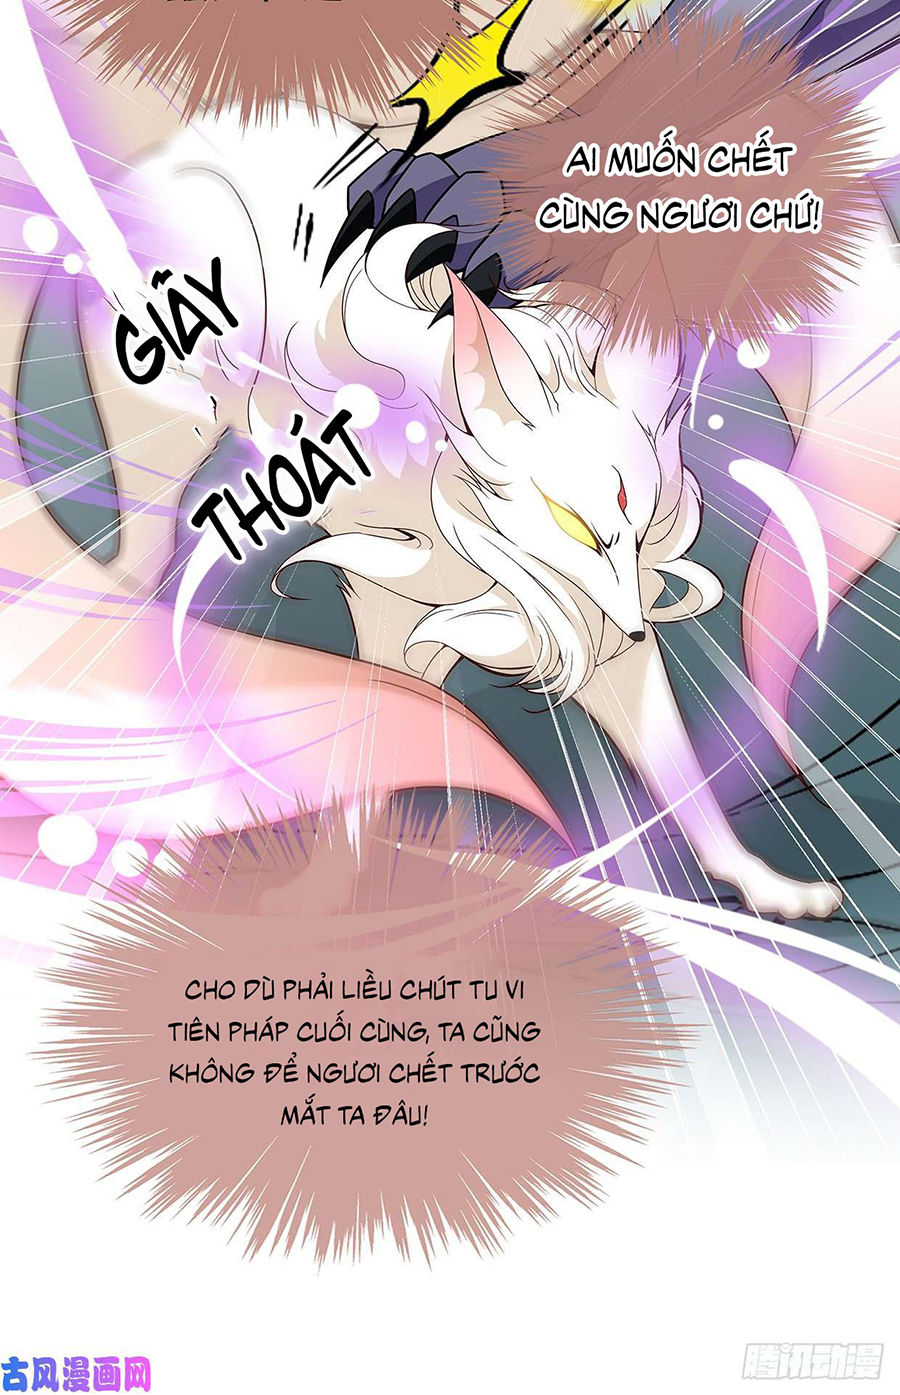 AI MUỐN CHẾT
CÙNG NGƯƠI CHỨ!
GIÃY
THOÁT
CHO DÙ PHẢI LIỀU CHÚT TU VI
TIÊN PHÁP CUỐI CÙNG, TA CŨNG
KHÔNG ĐỂ NGƯƠI CHẾT TRƯỚC
MẮT TA ĐÂU!
古风漫画网
腾讯动漫